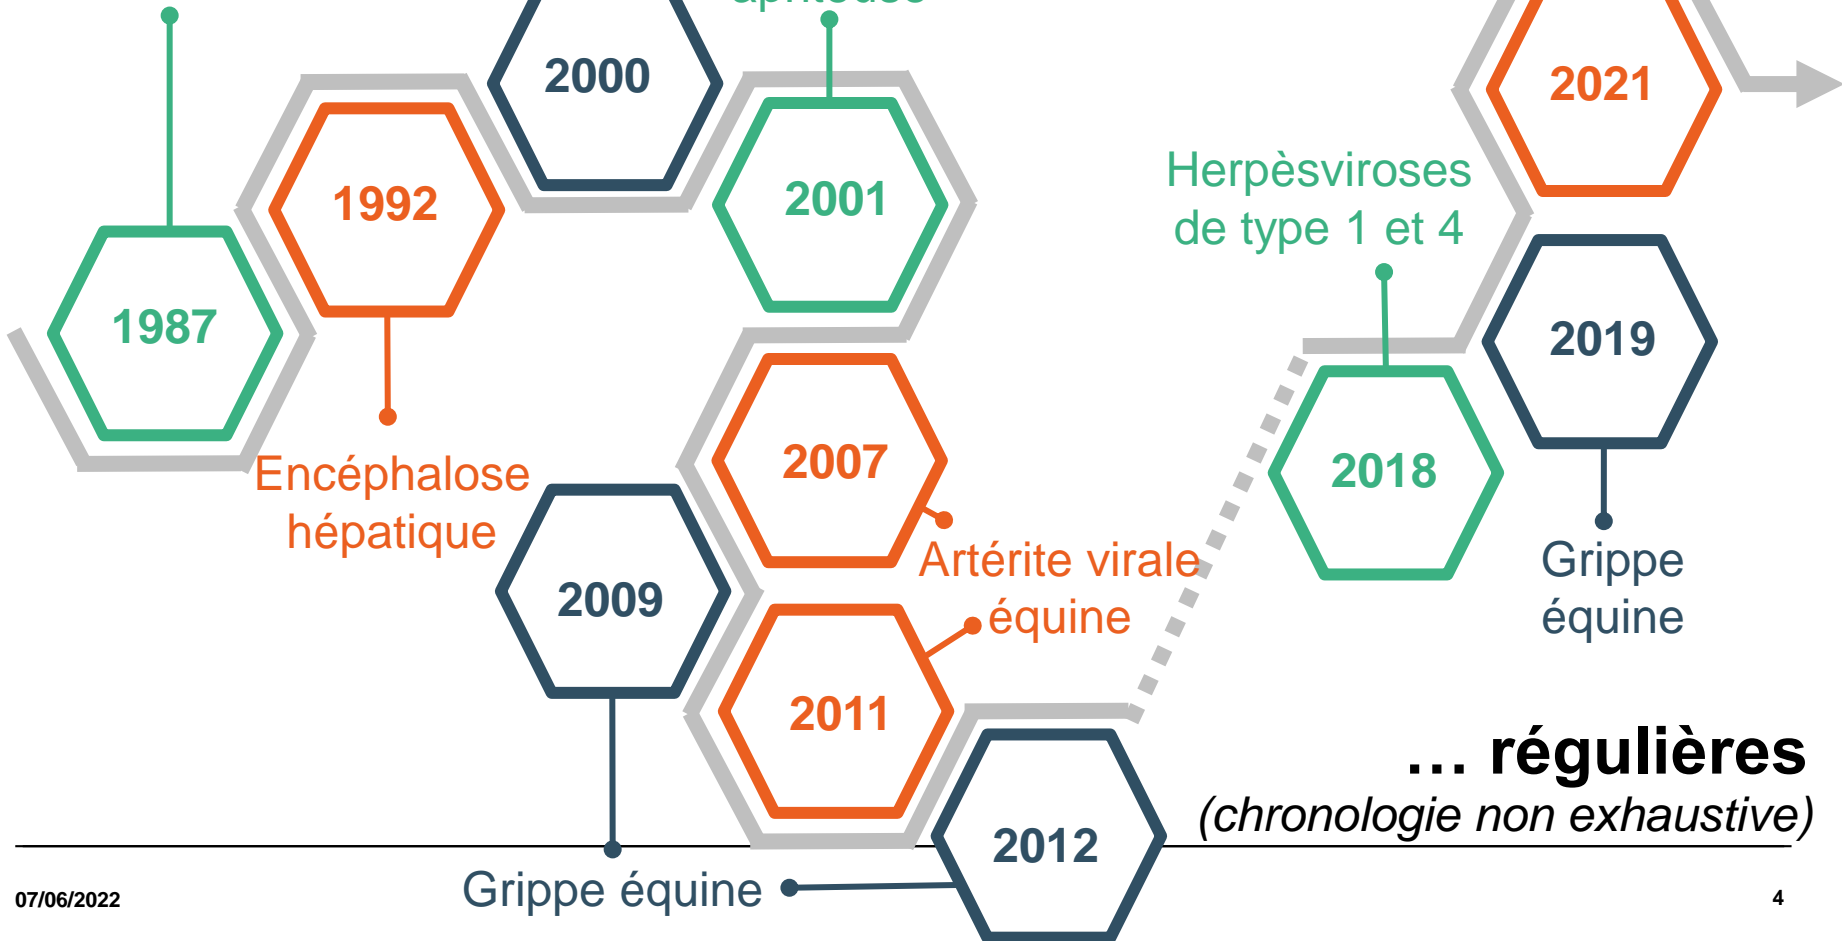 2000
2021
1992
2001
Herpèsviroses
de type 1 et 4
1987
2019
2007
2018
Encéphalose
hépatique
Artérite virale
équine
2009
Grippe
équine
2011
... régulières
(chronologie non exhaustive)
2012
Grippe équine
07/06/2022
4